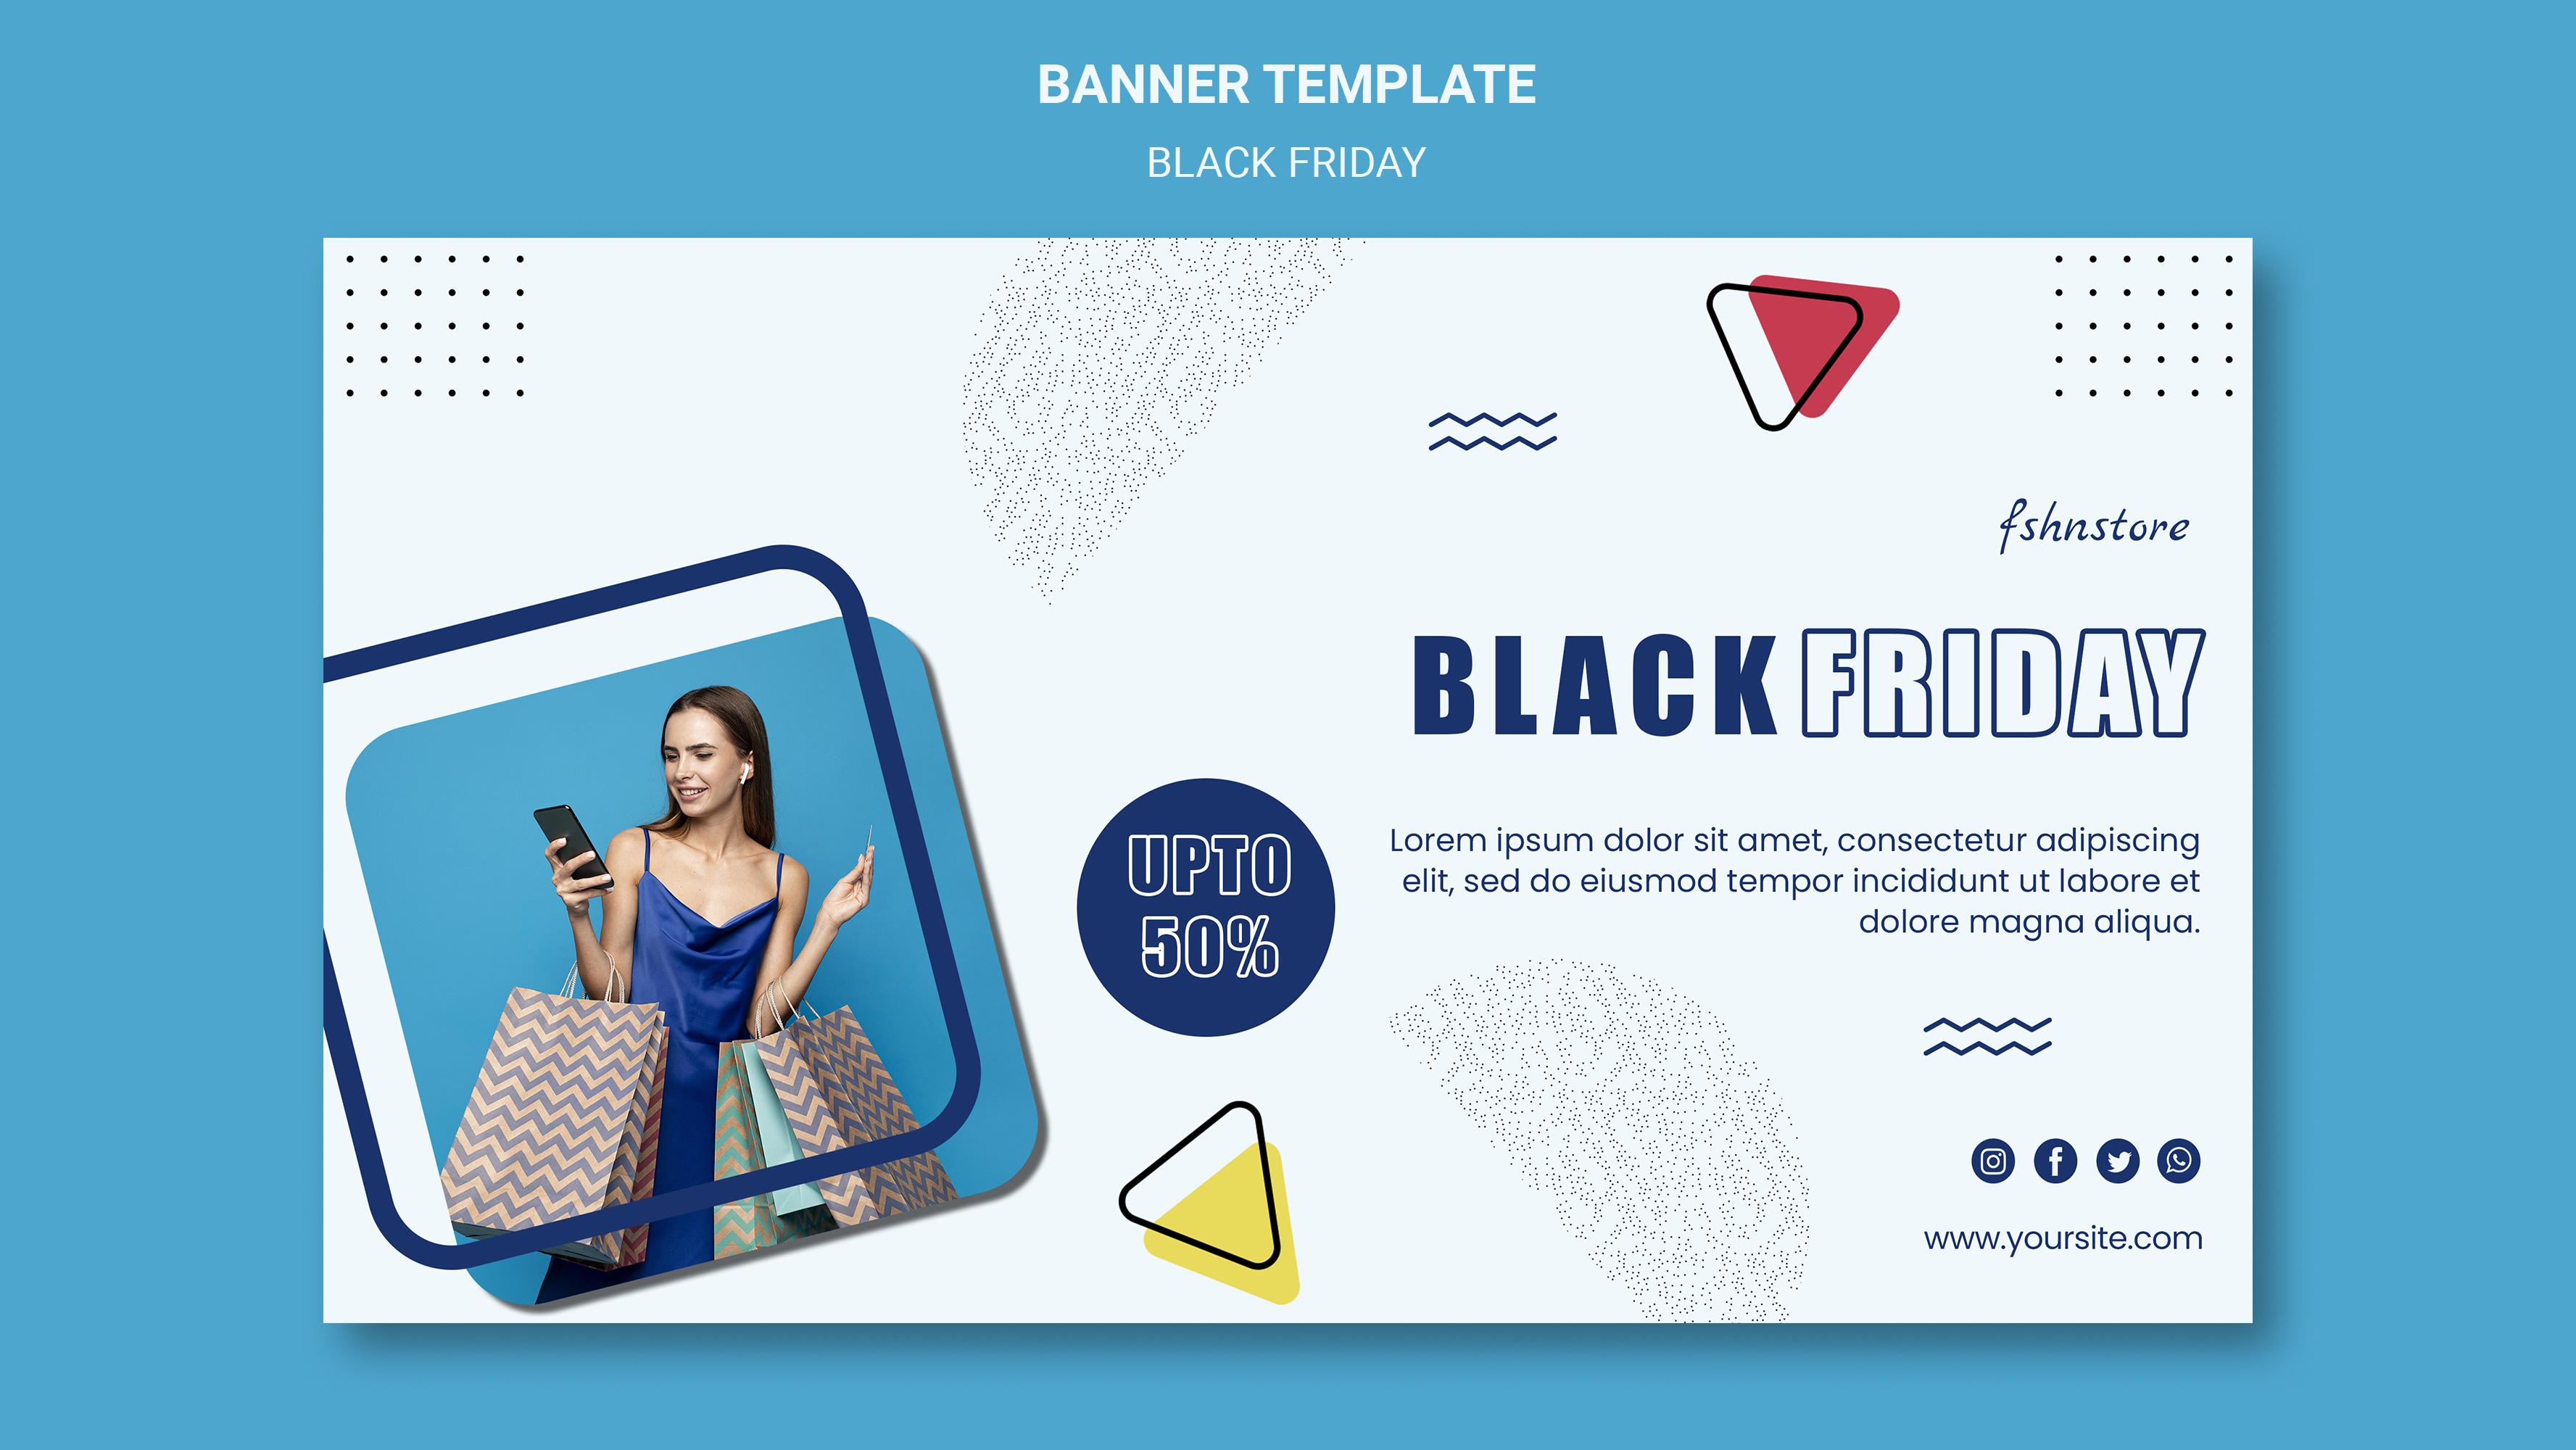 BANNER TEMPLATE
BLACK FRIDAY
fshnstore
BLACK FRIDAY
UPTO
50%
Lorem ipsum dolor sit amet, consectetur adipiscing
elit, sed do eiusmod tempor incididunt ut labore et
dolore magna aliqua.
www.yoursite.com